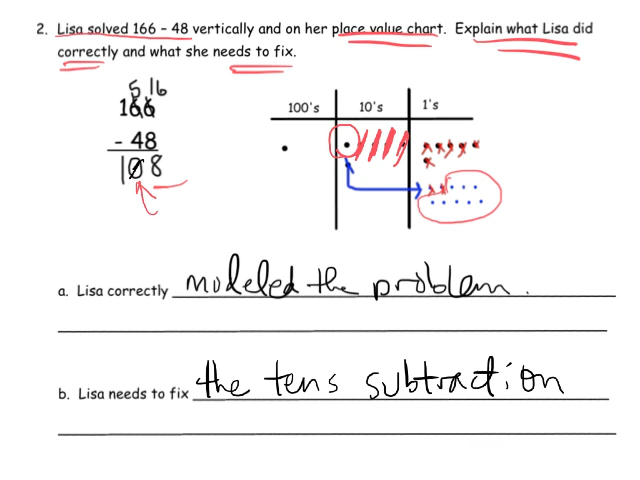 2. Lisa solved 166 – 48 vertically and on her place value chart. Explain what Lisa did
correctly and what she needs to fix.
5 16
166
- 48
108
100's 10's 1's
a. Lisa correctly modeled the problem.
b. Lisa needs to fix the tens subtraction